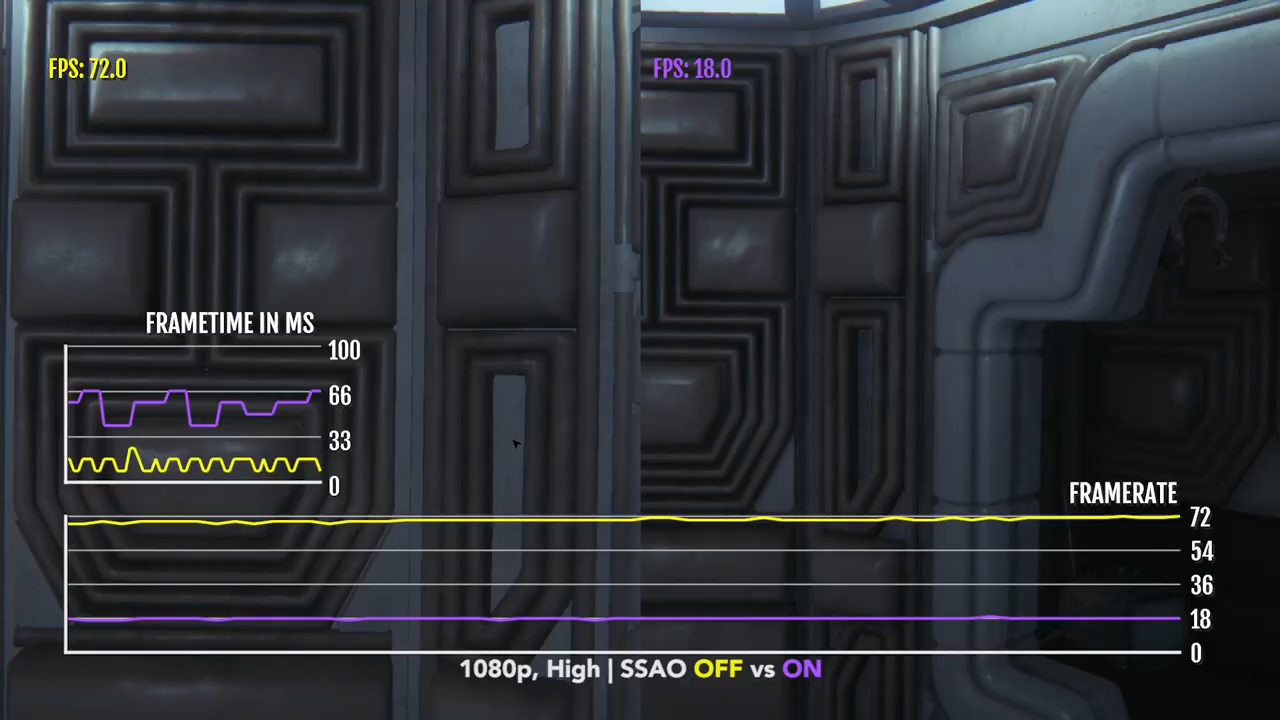 FPS: 72.0
FPS: 18.0
FRAMETIME IN MS
100
66
33
0
FRAMERATE
72
54
36
18
0
1080p, High | SSAO OFF vs ON